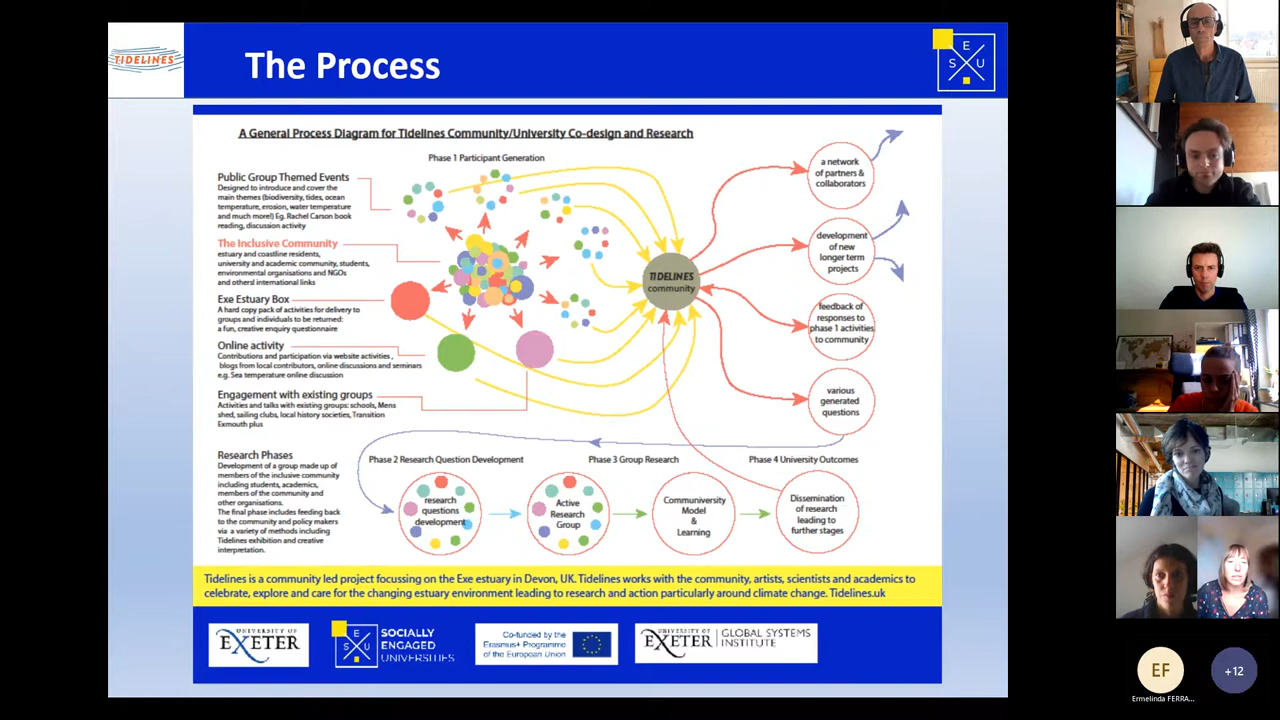 TIDELINES
The Process
E
S U
A General Process Diagram for Tidelines Community/University Co-design and Research
Phase 1 Participant Generation
Public Group Themed Events
Designed to introduce and cover the
main themes (biodiversity, tides, ocean
temperature, erosion, water temperature
and much more!) Eg. Rachel Carson book
reading, discussion activity
The Inclusive Community
estuary and coastline residents,
university and academic community, students,
environmental organisations and NGOs
and otherd international links
Exe Estuary Box
A hard copy pack of activities for delivery to
groups and individuals to be returned:
a fun, creative enquiry questionnaire
Online activity
Contributions and participation via website activities,
blogs from local contributors, online discussions and seminars
e.g. Sea temperature online discussion
Engagement with existing groups
Activities and talks with existing groups: schools, Mens
shed, sailing clubs, local history societies, Transition
Exmouth plus
TIDELINES
community
a network
of partners &
collaborators
development
of new
longer term
projects
feedback of
responses to
phase 1 activities
to community
various
generated
questions
Research Phases
Development of a group made up of
members of the inclusive community
including students, academics,
members of the community and
other organisations.
The final phase includes feeding back
to the community and policy makers
via a variety of methods including
Tidelines exhibition and creative
interpretation.
Phase 2 Research Question Development
Phase 3 Group Research
Phase 4 University Outcomes
research
questions
development
Active
Research
Group
Communiversity
Model
&
Learning
Dissemination
of research
leading to
further stages
Tidelines is a community led project focussing on the Exe estuary in Devon, UK. Tidelines works with the community, artists, scientists and academics to
celebrate, explore and care for the changing estuary environment leading to research and action particularly around climate change. Tidelines.uk
UNIVERSITY OF
EXETER
E
S U
SOCIALLY
ENGAGED
UNIVERSITIES
Co-funded by the
Erasmus+ Programme
of the European Union
UNIVERSITY OF
EXETER
GLOBAL SYSTEMS
INSTITUTE
EF
+12
Ermelinda FERRA...